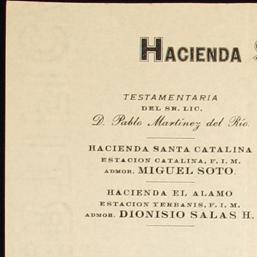 HACIENDA
TESTAMENTARIA
DEL SR. LIC.
D. Pablo Martínez del Río.
HACIENDA SANTA CATALINA
ESTACION CATALINA, F. I. M.
ADMOR. MIGUEL SOTO.
HACIENDA EL ALAMO
ESTACION YERBANIS, F. I. M.
ADMOR. DIONISIO SALAS H.